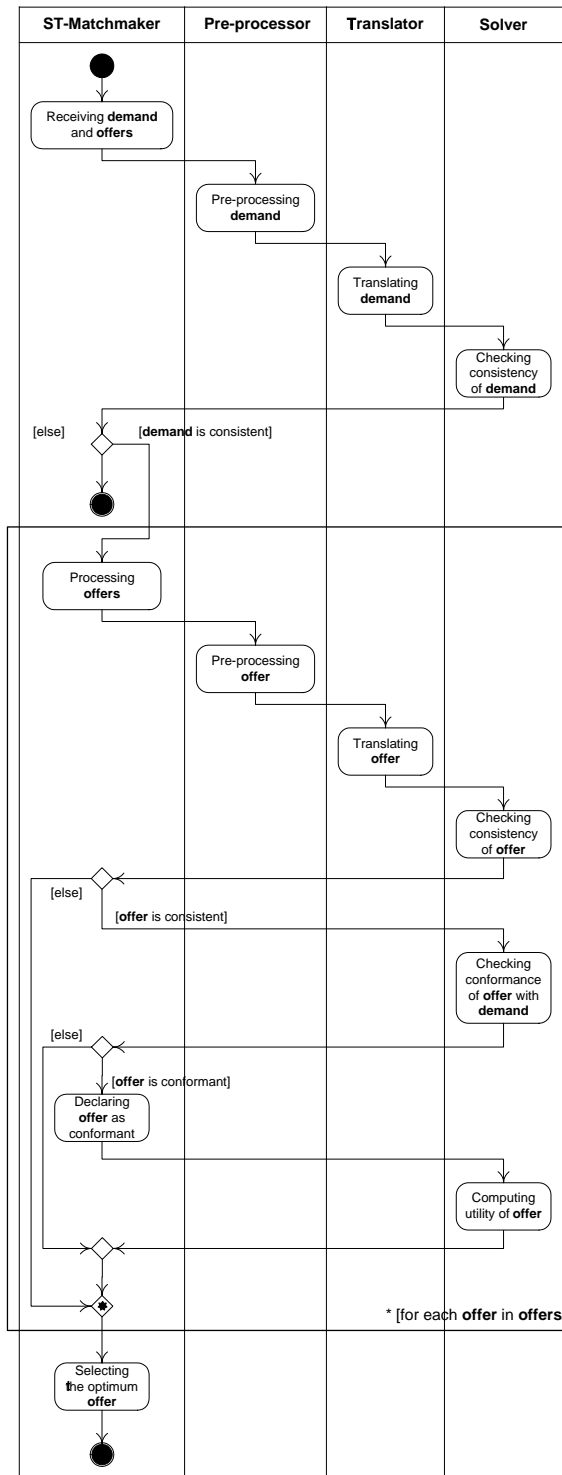 ST-Matchmaker
Pre-processor
Translator
Solver
Receiving demand
and offers
Pre-processing
demand
Translating
demand
Checking
consistency
of demand
[else]
[demand is consistent]
Processing
offers
Pre-processing
offer
Translating
offer
Checking
consistency
of offer
[else]
[offer is consistent]
Checking
conformance
of offer with
demand
[else]
[offer is conformant]
Declaring
offer as
conformant
Computing
utility of offer
* [for each offer in offers
Selecting
the optimum
offer